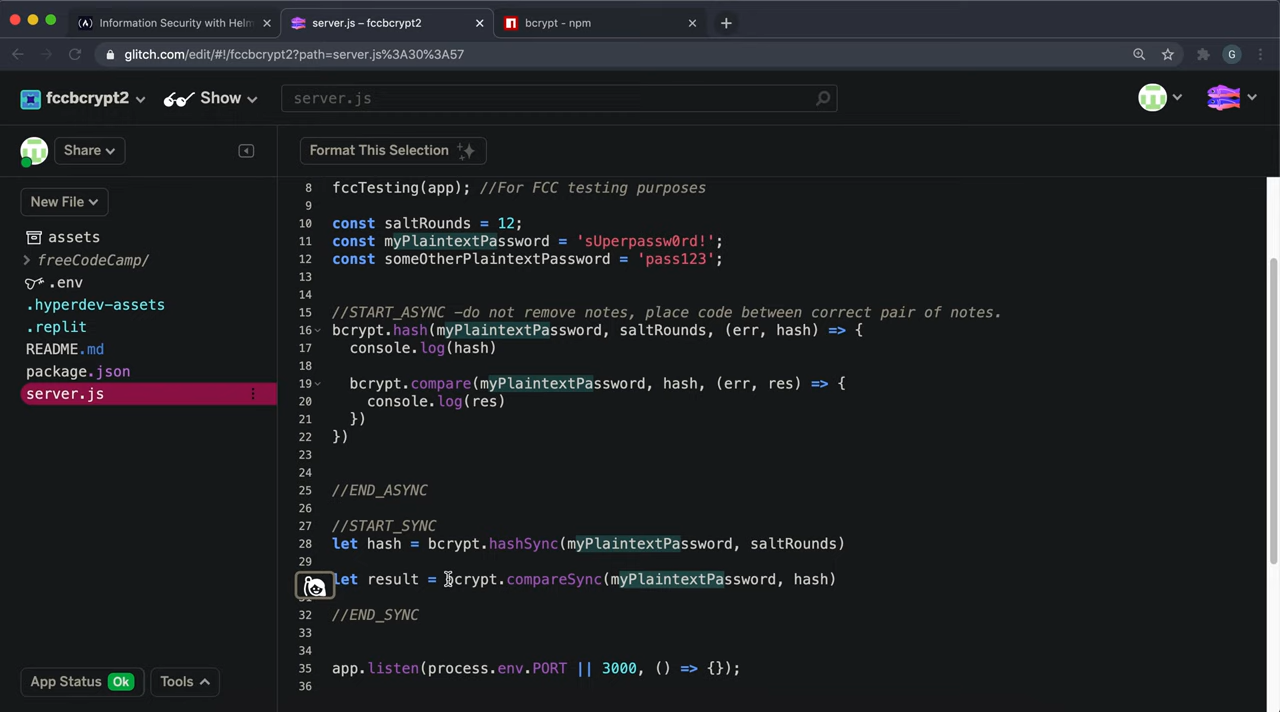 Information Security with Helm
server.js – fccbcrypt2
bcrypt - npm
glitch.com/edit/#!/fccbcrypt2?path=server.js%3A30%3A57
G
fccbcrypt2
Show
server.js
Share
Format This Selection
New File
assets
freeCodeCamp/
.env
.hyperdev-assets
.replit
README.md
package.json
server.js
App Status Ok
Tools
8 fccTesting(app); //For FCC testing purposes
9
10 const saltRounds = 12;
11 const myPlaintextPassword = 'sUperpassw0rd!';
12 const someOtherPlaintextPassword = 'pass123';
13
14
15 //START_ASYNC -do not remove notes, place code between correct pair of notes.
16 bcrypt.hash(myPlaintextPassword, saltRounds, (err, hash) => {
17 console.log(hash)
18
19 bcrypt.compare(myPlaintextPassword, hash, (err, res) => {
20 console.log(res)
21 })
22 })
23
24
25 //END_ASYNC
26
27 //START_SYNC
28 let hash = bcrypt.hashSync(myPlaintextPassword, saltRounds)
29
let result = bcrypt.compareSync(myPlaintextPassword, hash)
32 //END_SYNC
33
34
35 app.listen(process.env.PORT || 3000, () => {});
36